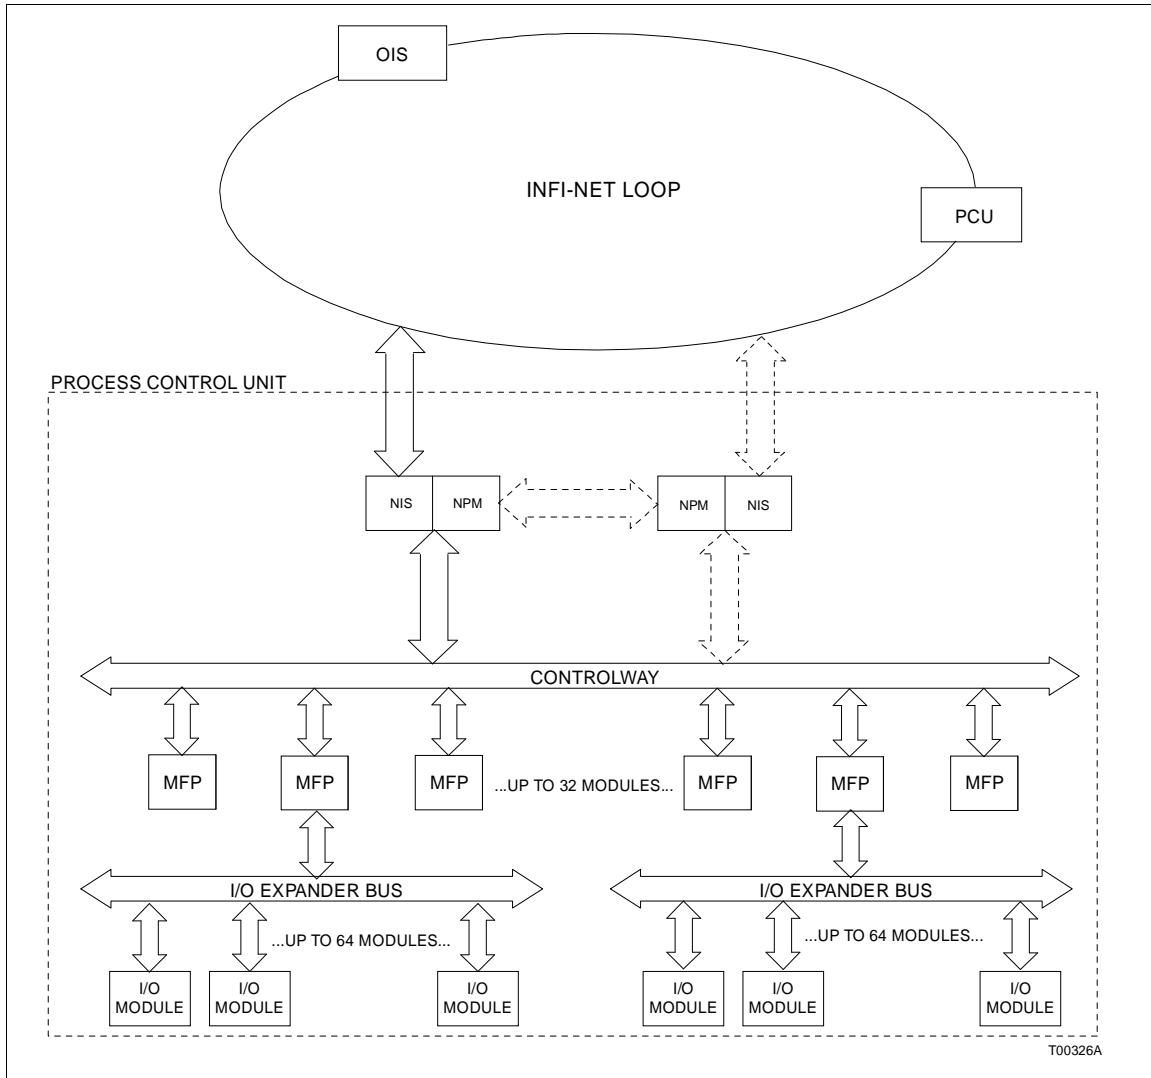 OIS
INFI-NET LOOP
PCU
PROCESS CONTROL UNIT
NIS
NPM
NPM
NIS
CONTROLWAY
MFP
MFP
MFP
...UP TO 32 MODULES...
MFP
MFP
MFP
I/O EXPANDER BUS
I/O EXPANDER BUS
...UP TO 64 MODULES...
...UP TO 64 MODULES...
I/O
MODULE
I/O
MODULE
I/O
MODULE
I/O
MODULE
I/O
MODULE
I/O
MODULE
T00326A